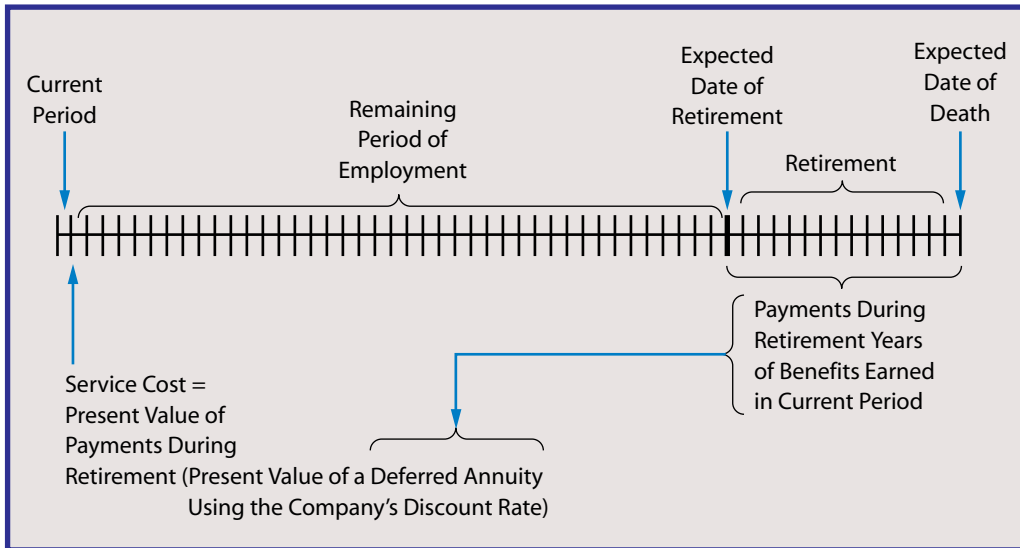 Current
Period
Remaining
Period of
Employment
Expected
Date of
Retirement
Expected
Date of
Death
Retirement
Payments During
Retirement Years
of Benefits Earned
in Current Period
Service Cost =
Present Value of
Payments During
Retirement (Present Value of a Deferred Annuity
Using the Company’s Discount Rate)